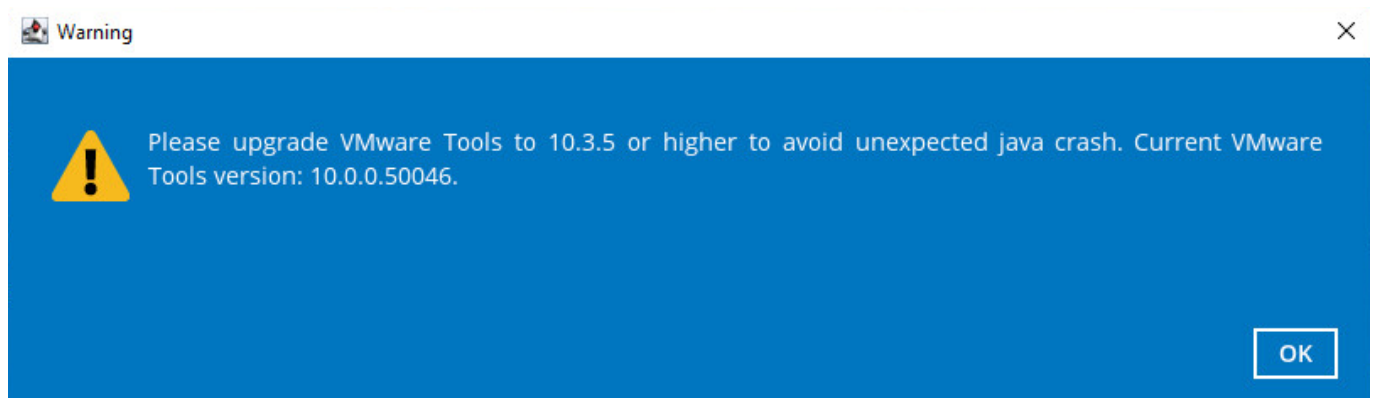 Warning
Please upgrade VMware Tools to 10.3.5 or higher to avoid unexpected java crash. Current VMware
Tools version: 10.0.0.50046.
OK